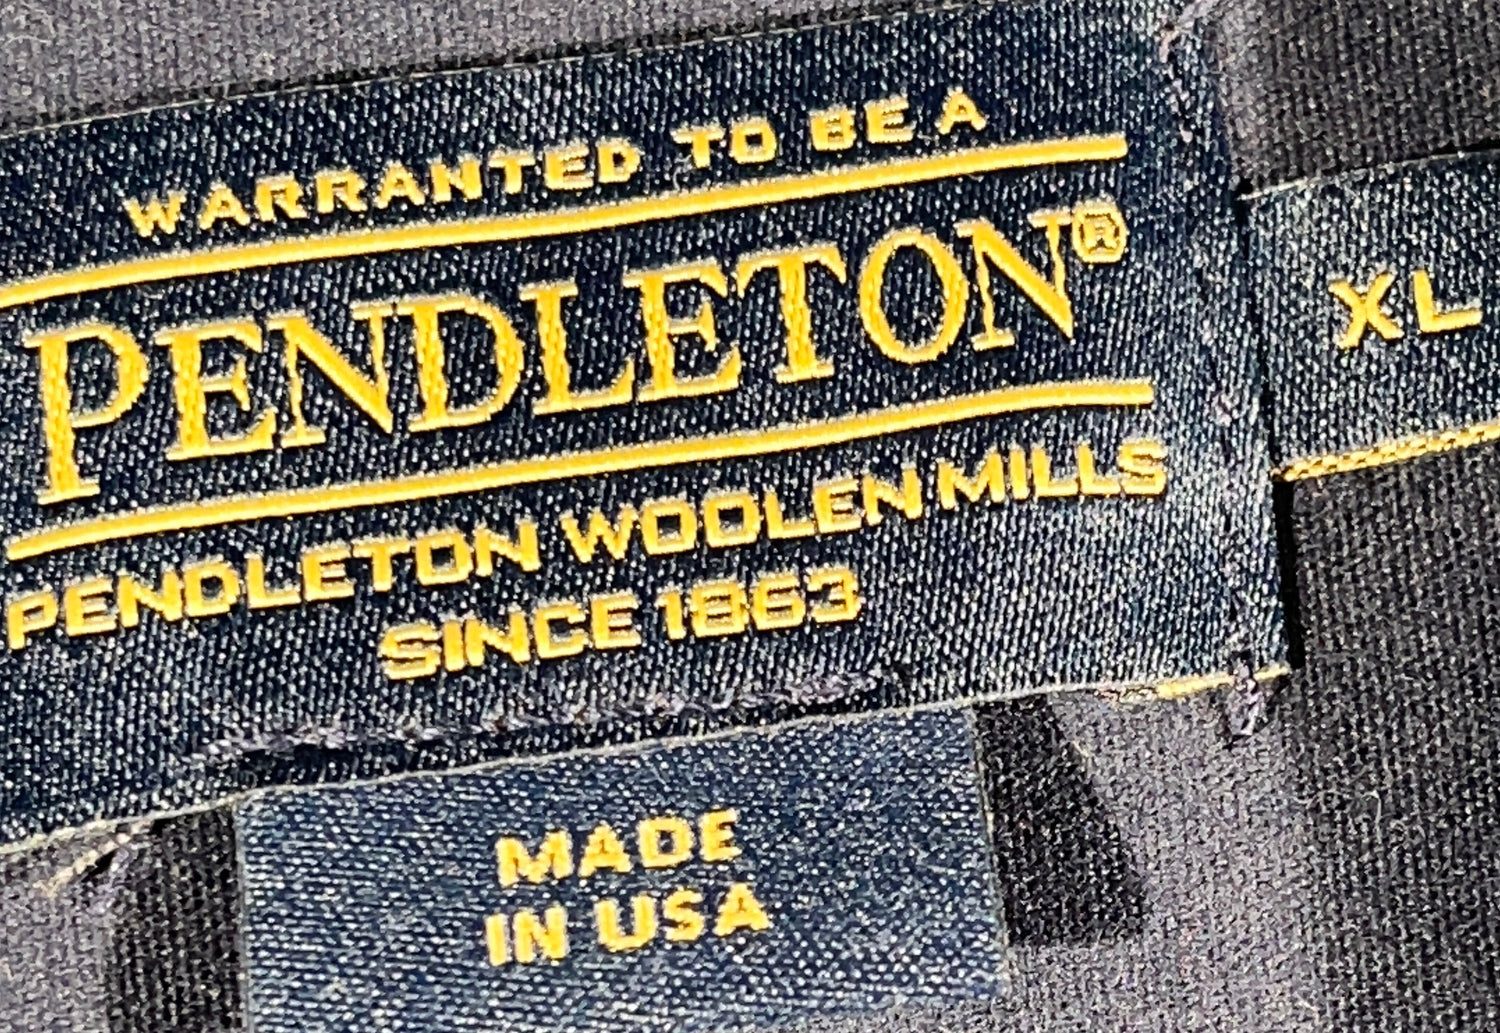 WARRANTED TO BE A
PENDLETON®
XL
PENDLETON WOOLEN MILLS
SINCE 1863
MADE
IN USA